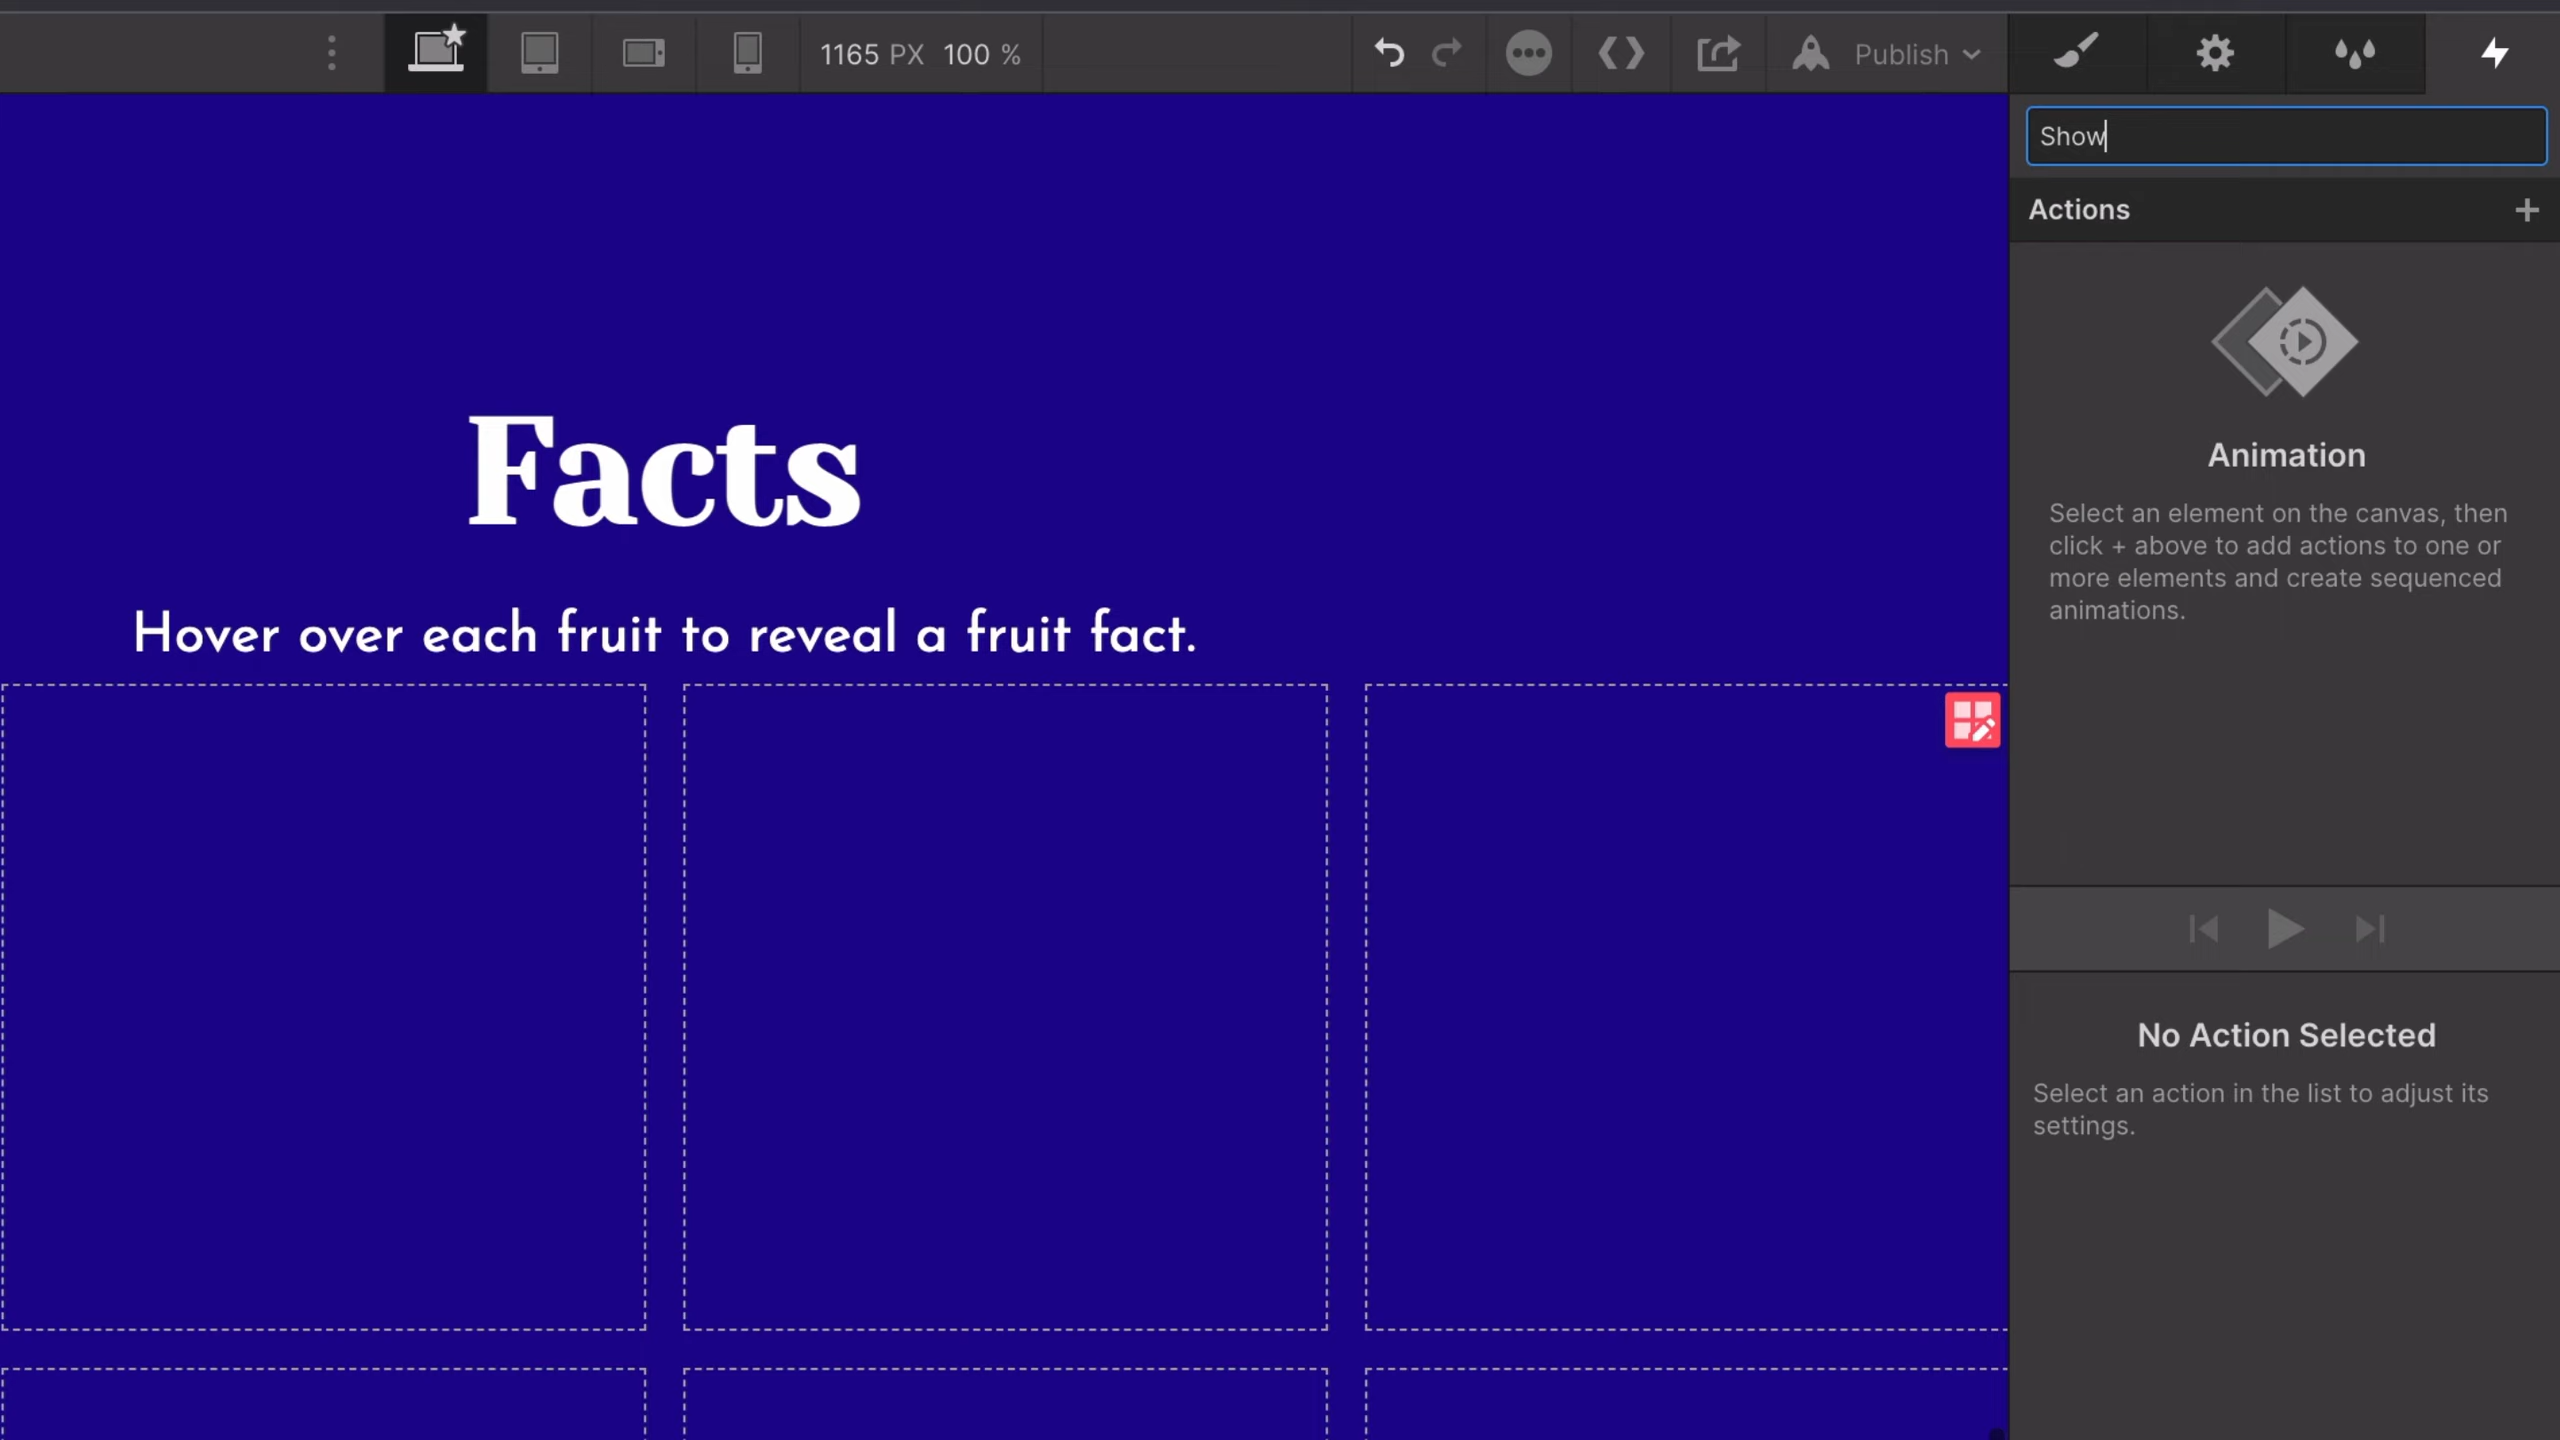 1165 PX 100 %
Publish
Show
Actions
Animation
Select an element on the canvas, then
click + above to add actions to one or
more elements and create sequenced
animations.
Facts
Hover over each fruit to reveal a fruit fact.
No Action Selected
Select an action in the list to adjust its
settings.